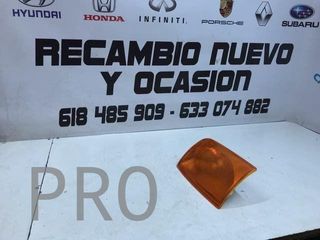 HYUNDAI
HONDA
INFINITI
PORSCHE
SUBARU
RECAMBIO NUEVO
Y OCASION
618 485 909 - 633 074 882
PRO